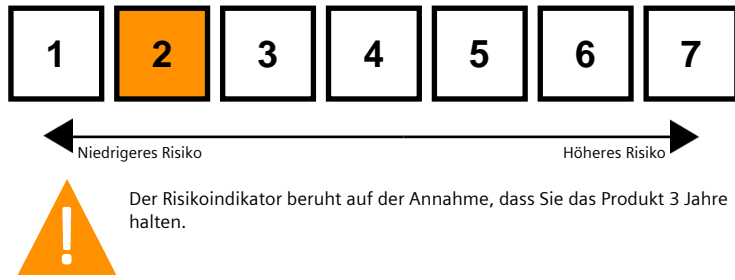 1 2 3 4 5 6 7
Niedrigeres Risiko Höheres Risiko
!
Der Risikoindikator beruht auf der Annahme, dass Sie das Produkt 3 Jahre
halten.